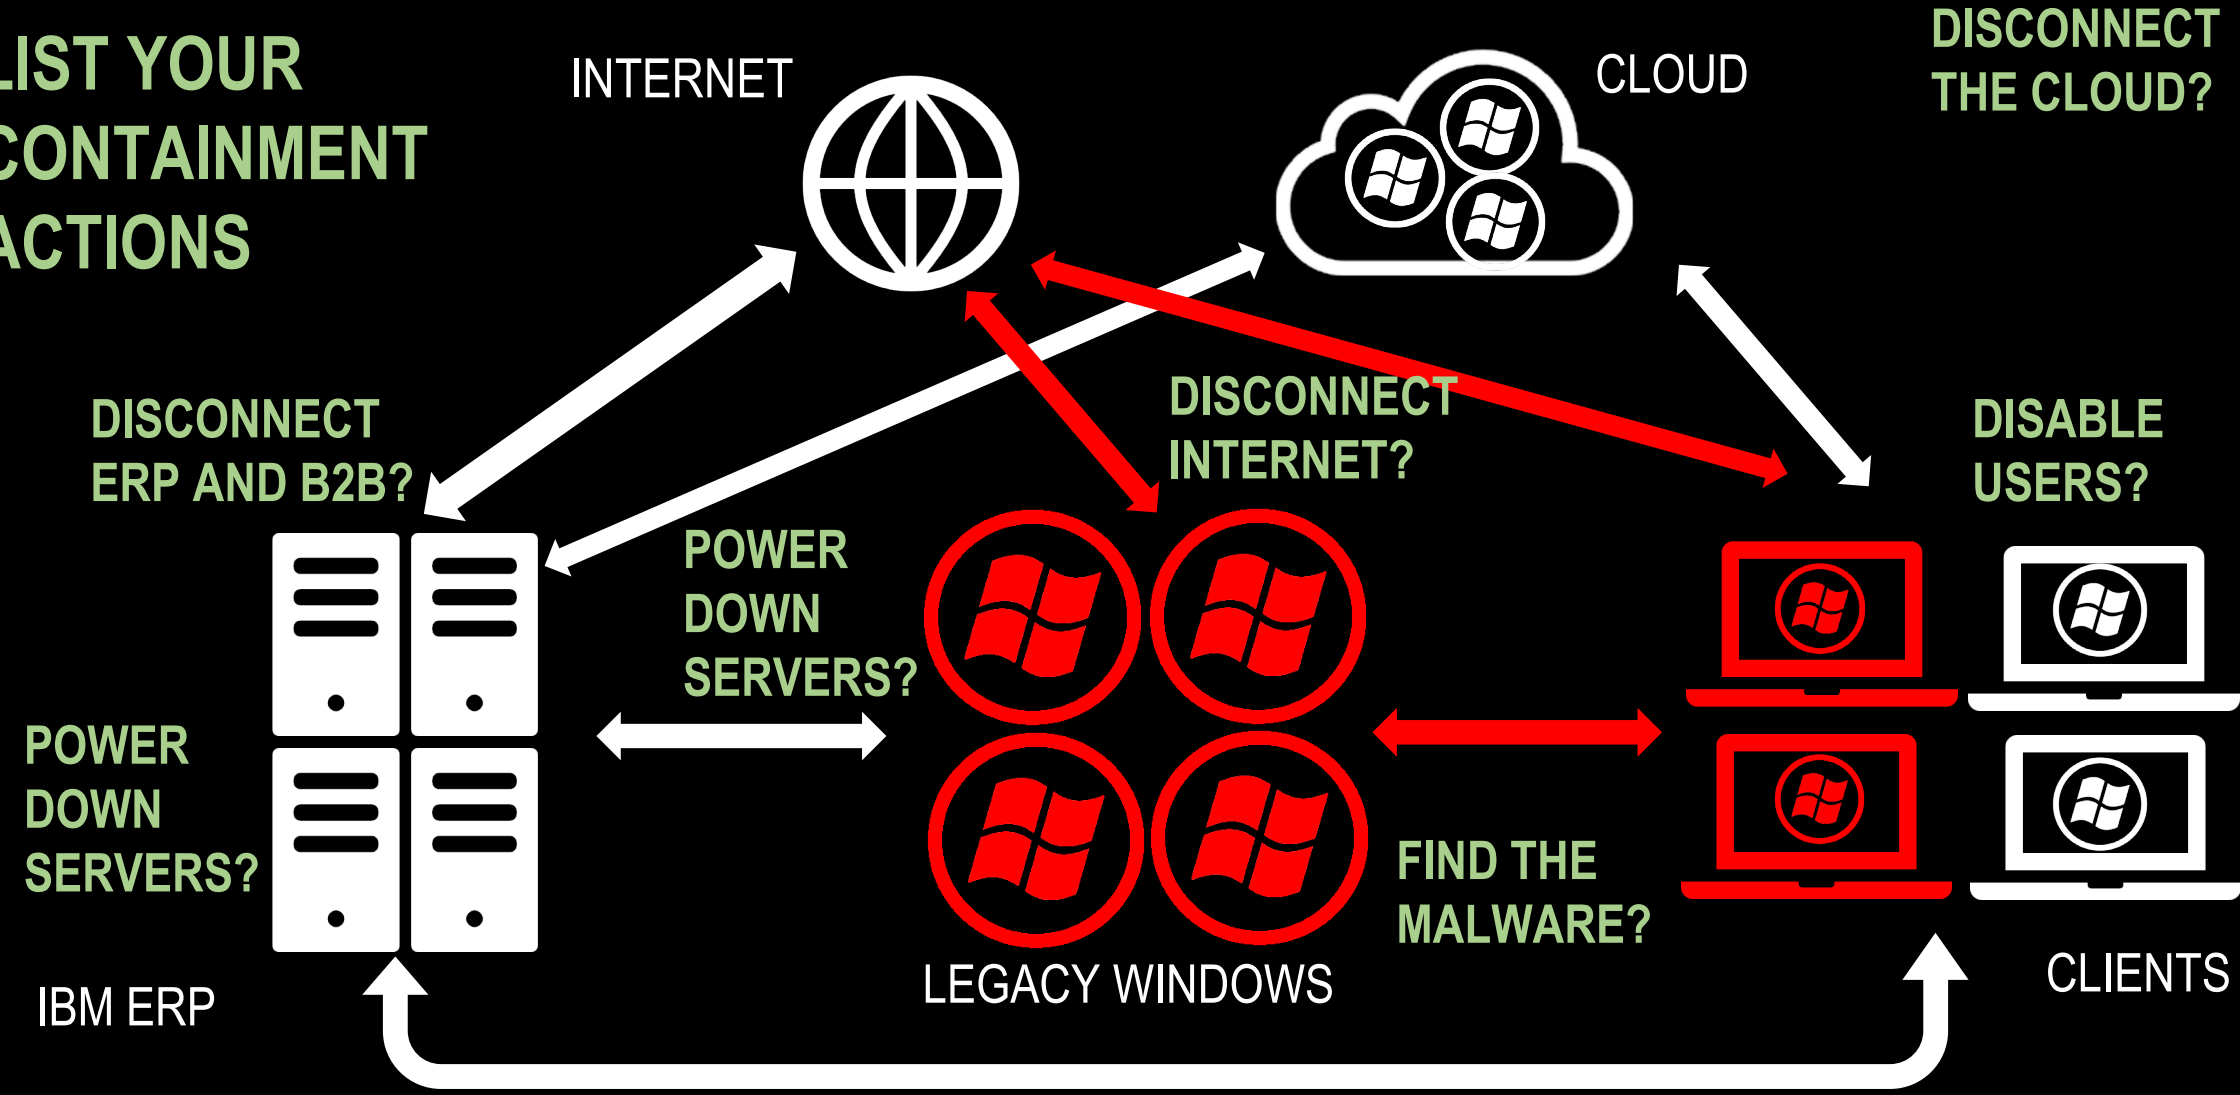 LIST YOUR
CONTAINMENT
ACTIONS
INTERNET
CLOUD
DISCONNECT
THE CLOUD?
DISCONNECT
ERP AND B2B?
DISCONNECT
INTERNET?
DISABLE
USERS?
POWER
DOWN
SERVERS?
POWER
DOWN
SERVERS?
FIND THE
MALWARE?
IBM ERP
LEGACY WINDOWS
CLIENTS